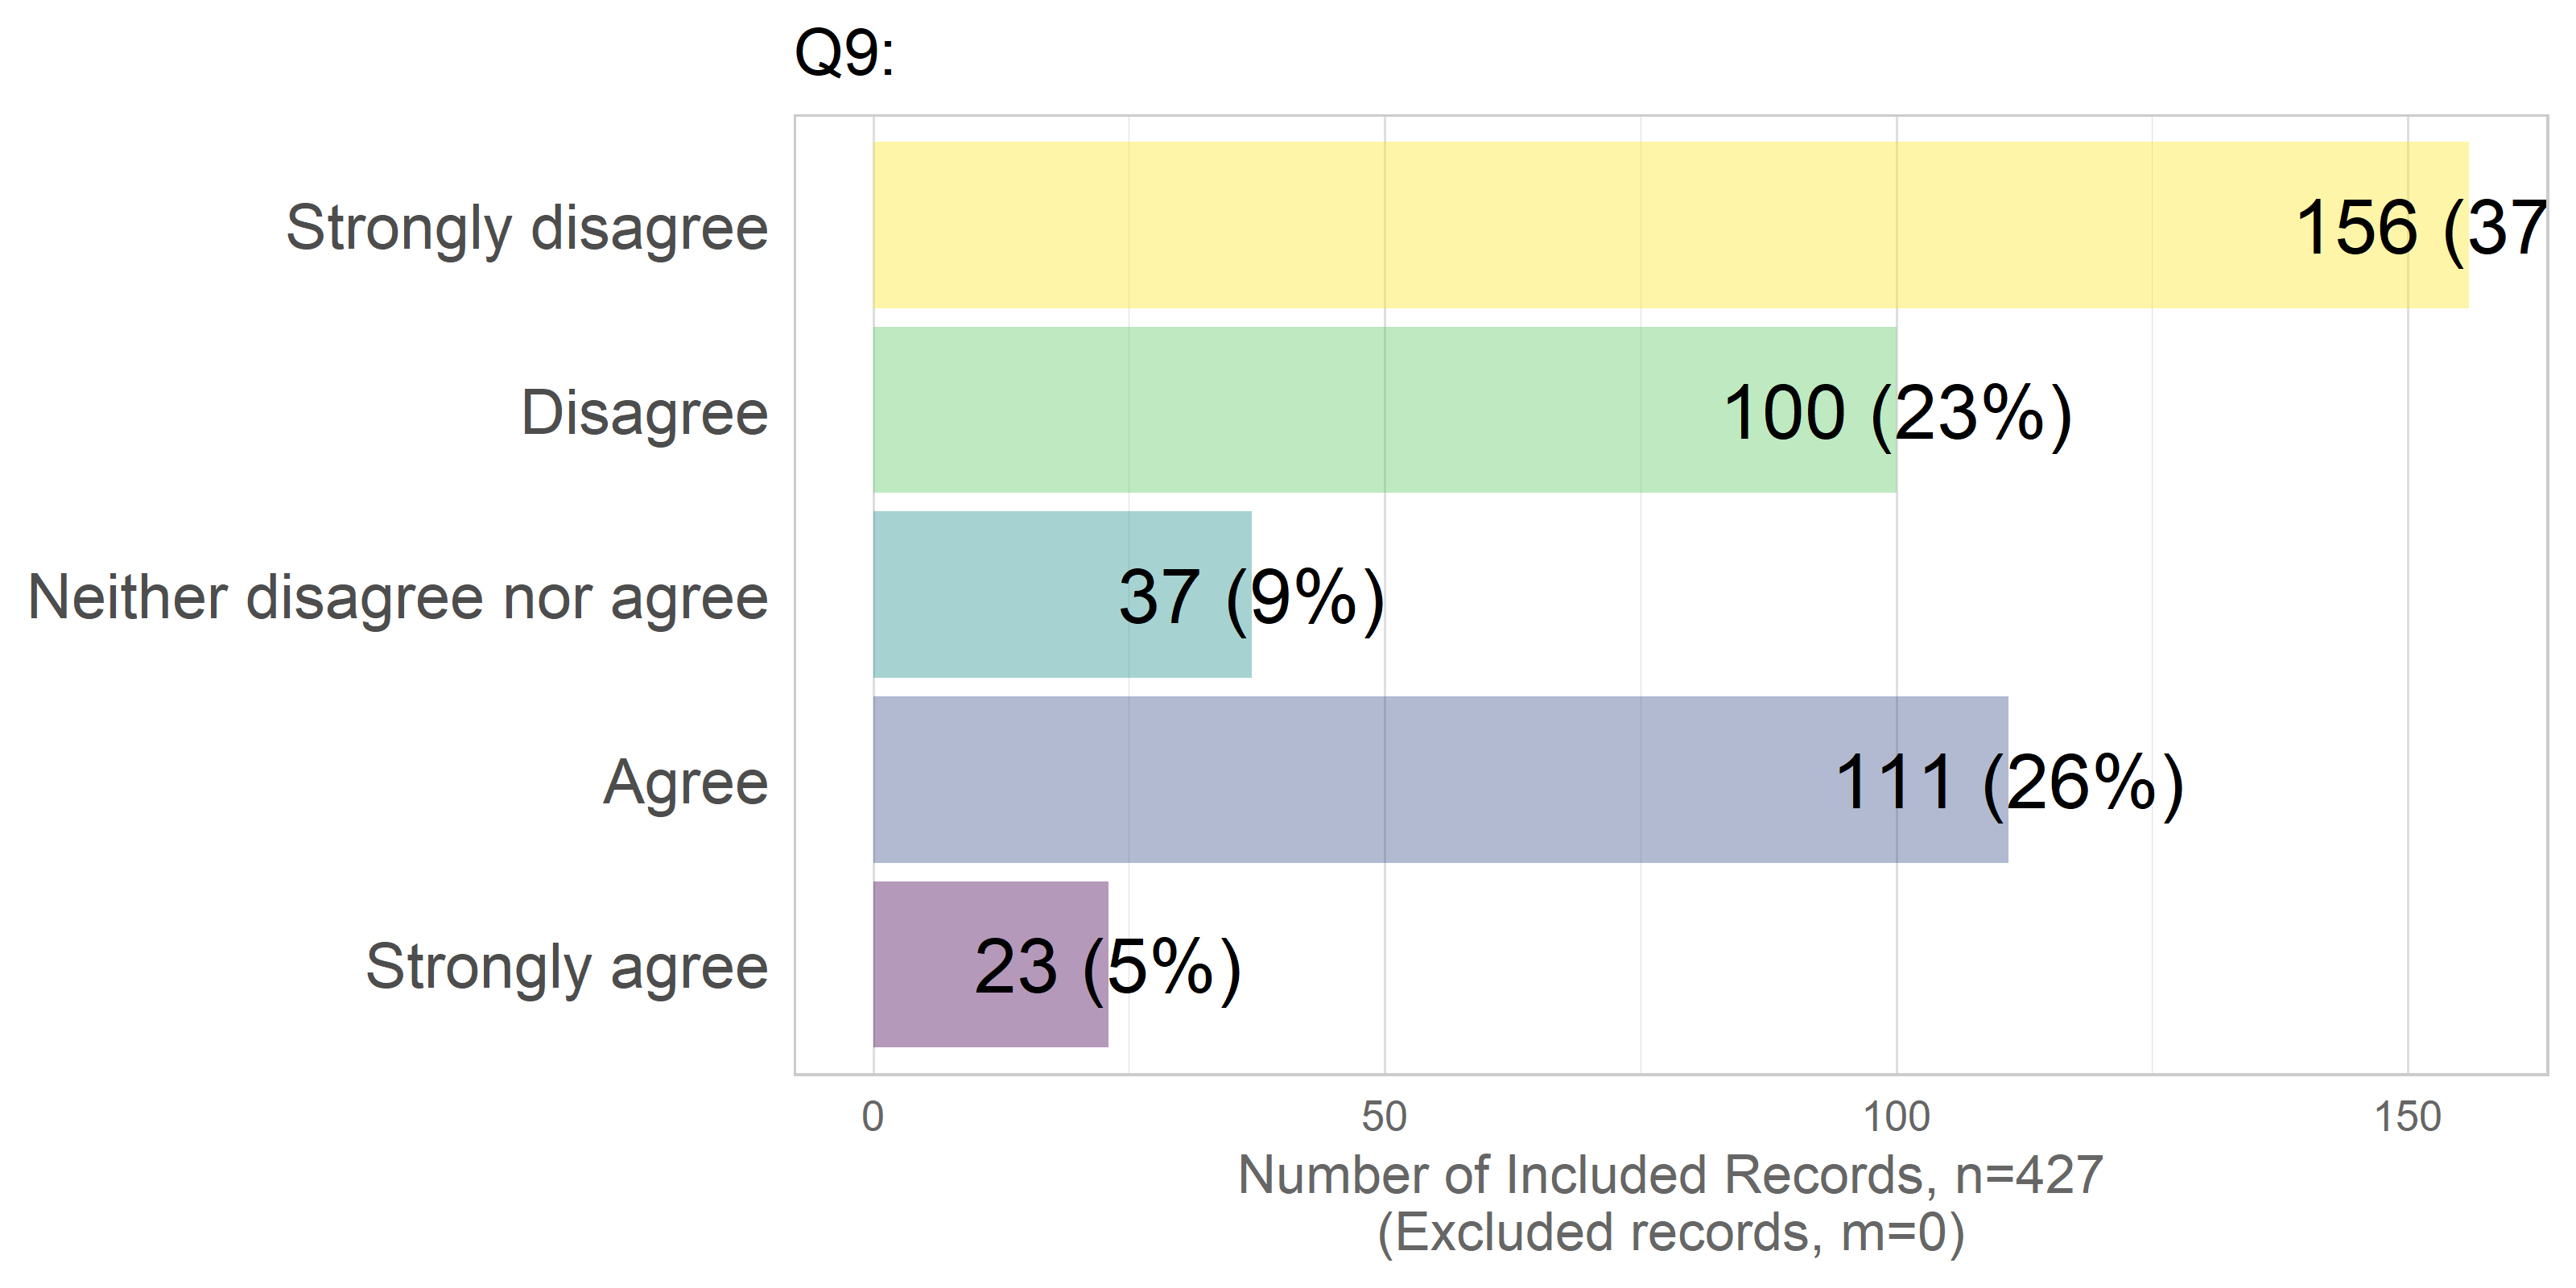 Q9:
Strongly disagree
156 (37
Disagree
100 (23%)
Neither disagree nor agree
37 (9%)
Agree
111 (26%)
Strongly agree
23 (5%)
0 50 100 150
Number of Included Records, n=427
(Excluded records, m=0)